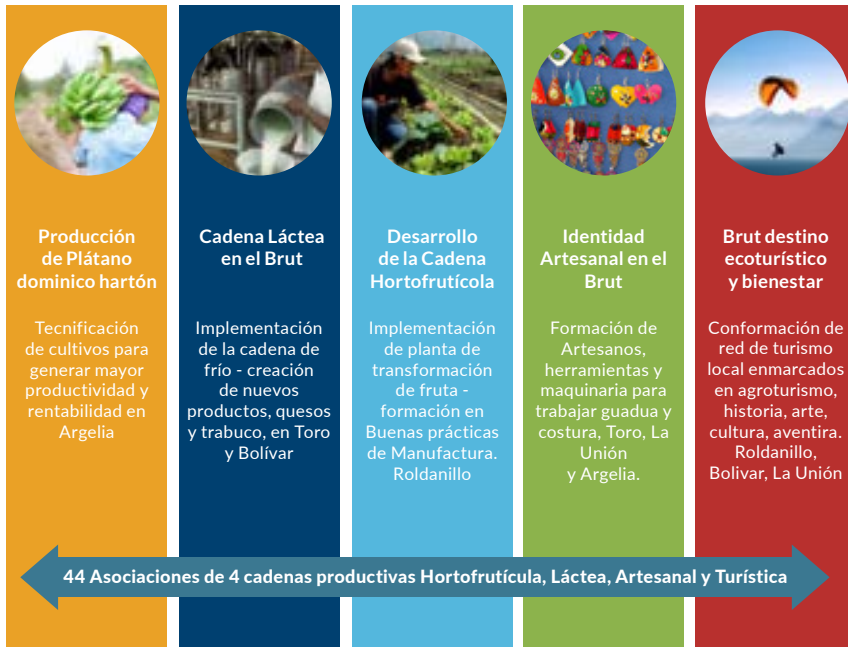 Producción
de Plátano
dominico hartón
Tecnificación
de cultivos para
generar mayor
productividad y
rentabilidad en
Argelia
Cadena Láctea
en el Brut
Implementación
de la cadena de
frío - creación
de nuevos
productos, quesos
y trabuco, en Toro
y Bolívar
Desarrollo
de la Cadena
Hortofrutícola
Implementación
de planta de
transformación
de fruta -
formación en
Buenas prácticas
de Manufactura.
Roldanillo
Identidad
Artesanal en el
Brut
Formación de
Artesanos,
herramientas y
maquinaria para
trabajar guadua y
costura, Toro, La
Unión
y Argelia.
Brut destino
ecoturístico
y bienestar
Conformación de
red de turismo
local enmarcados
en agroturismo,
historia, arte,
cultura, aventira.
Roldanillo,
Bolivar, La Unión
44 Asociaciones de 4 cadenas productivas Hortofrutícula, Láctea, Artesanal y Turística